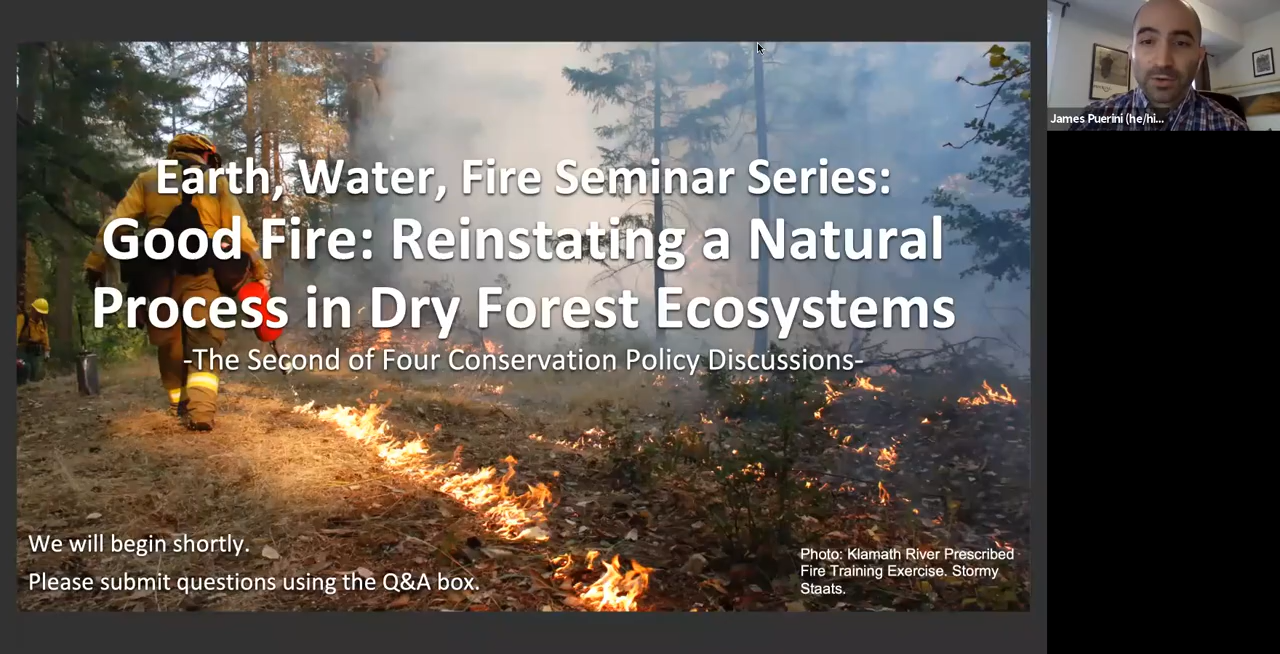 Earth, Water, Fire Seminar Series:
Good Fire: Reinstating a Natural
Process in Dry Forest Ecosystems
-The Second of Four Conservation Policy Discussions-
We will begin shortly.
Please submit questions using the Q&A box.
Photo: Klamath River Prescribed
Fire Training Exercise. Stormy
Staats.
James Puerini (he/hi...